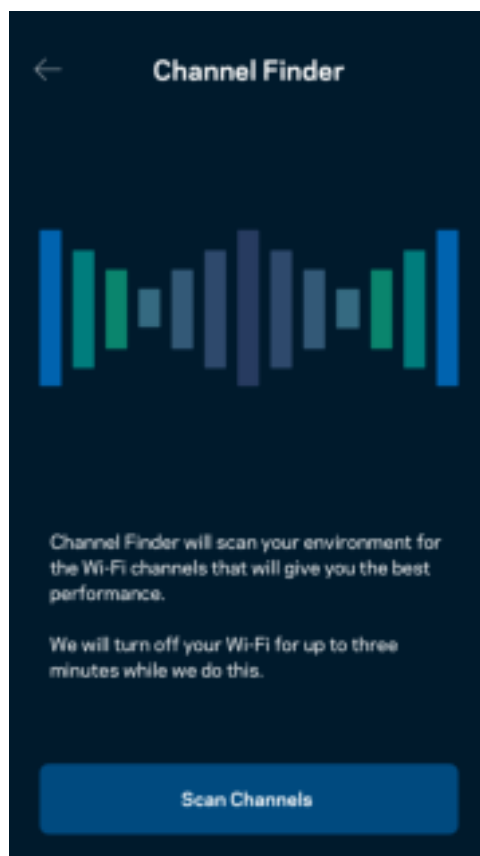 Channel Finder
Channel Finder will scan your environment for
the Wi-Fi channels that will give you the best
performance.
We will turn off your Wi-Fi for up to three
minutes while we do this.
Scan Channels